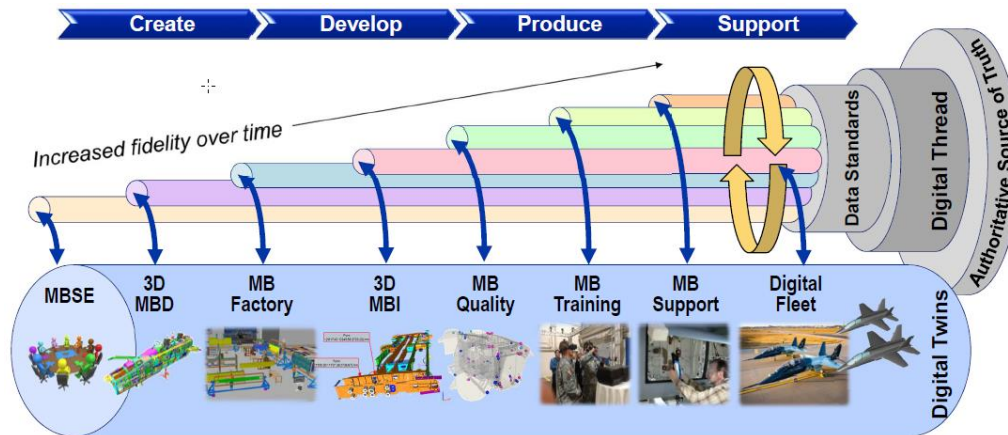 Create
Develop
Produce
Support
Increased fidelity over time
Data Standards
Digital Thread
Authoritative Source of Truth
MBSE
3D
MBD
MB
Factory
3D
MBI
MB
Quality
MB
Training
MB
Support
Digital
Fleet
Digital Twins